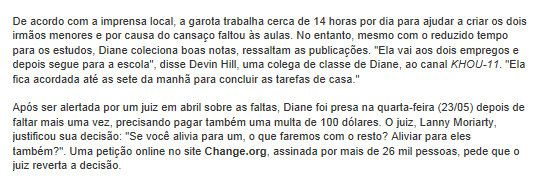 De acordo com a imprensa local, a garota trabalha cerca de 14 horas por dia para ajudar a criar os dois
irmãos menores e por causa do cansaço faltou às aulas. No entanto, mesmo com o reduzido tempo
para os estudos, Diane coleciona boas notas, ressaltam as publicações. "Ela vai aos dois empregos e
depois segue para a escola", disse Devin Hill, uma colega de classe de Diane, ao canal KHOU-11. "Ela
fica acordada até as sete da manhã para concluir as tarefas de casa."
Após ser alertada por um juiz em abril sobre as faltas, Diane foi presa na quarta-feira (23/05) depois de
faltar mais uma vez, precisando pagar também uma multa de 100 dólares. O juiz, Lanny Moriarty,
justificou sua decisão: "Se você alivia para um, o que faremos com o resto? Aliviar para eles
também?". Uma petição online no site Change.org, assinada por mais de 26 mil pessoas, pede que o
juiz reverta a decisão.